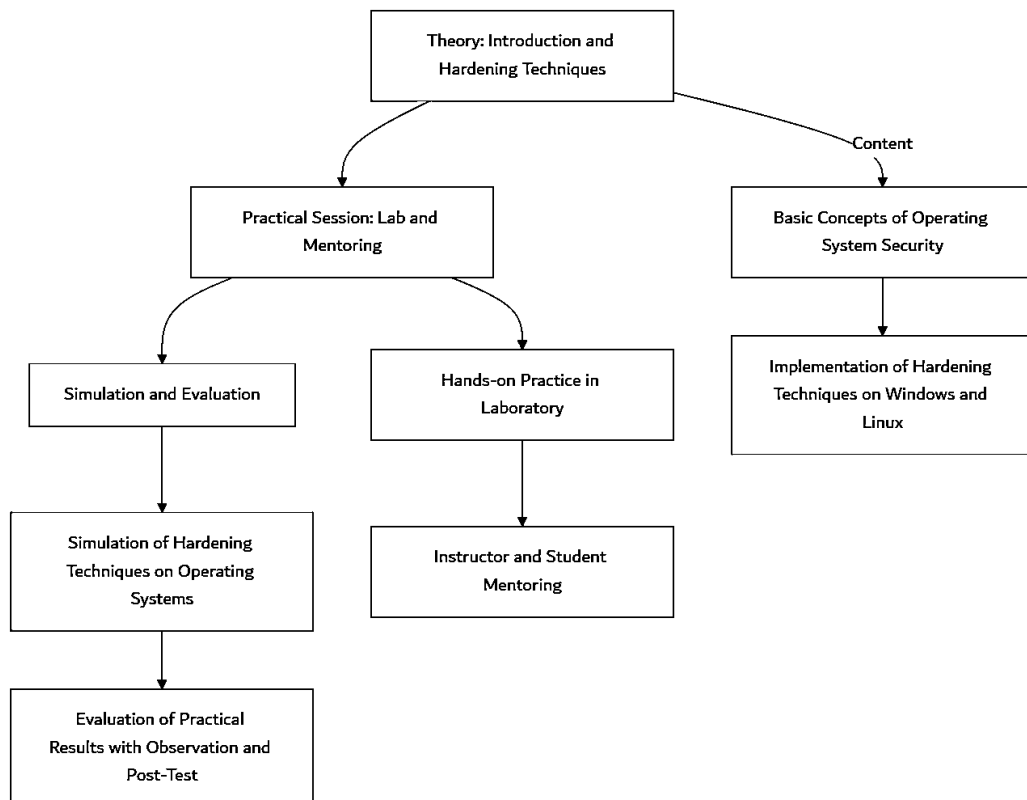 Theory: Introduction and
Hardening Techniques
Content
Practical Session: Lab and
Mentoring
Basic Concepts of Operating
System Security
Simulation and Evaluation
Hands-on Practice in
Laboratory
Implementation of Hardening
Techniques on Windows and
Linux
Simulation of Hardening
Techniques on Operating
Systems
Instructor and Student
Mentoring
Evaluation of Practical
Results with Observation and
Post-Test